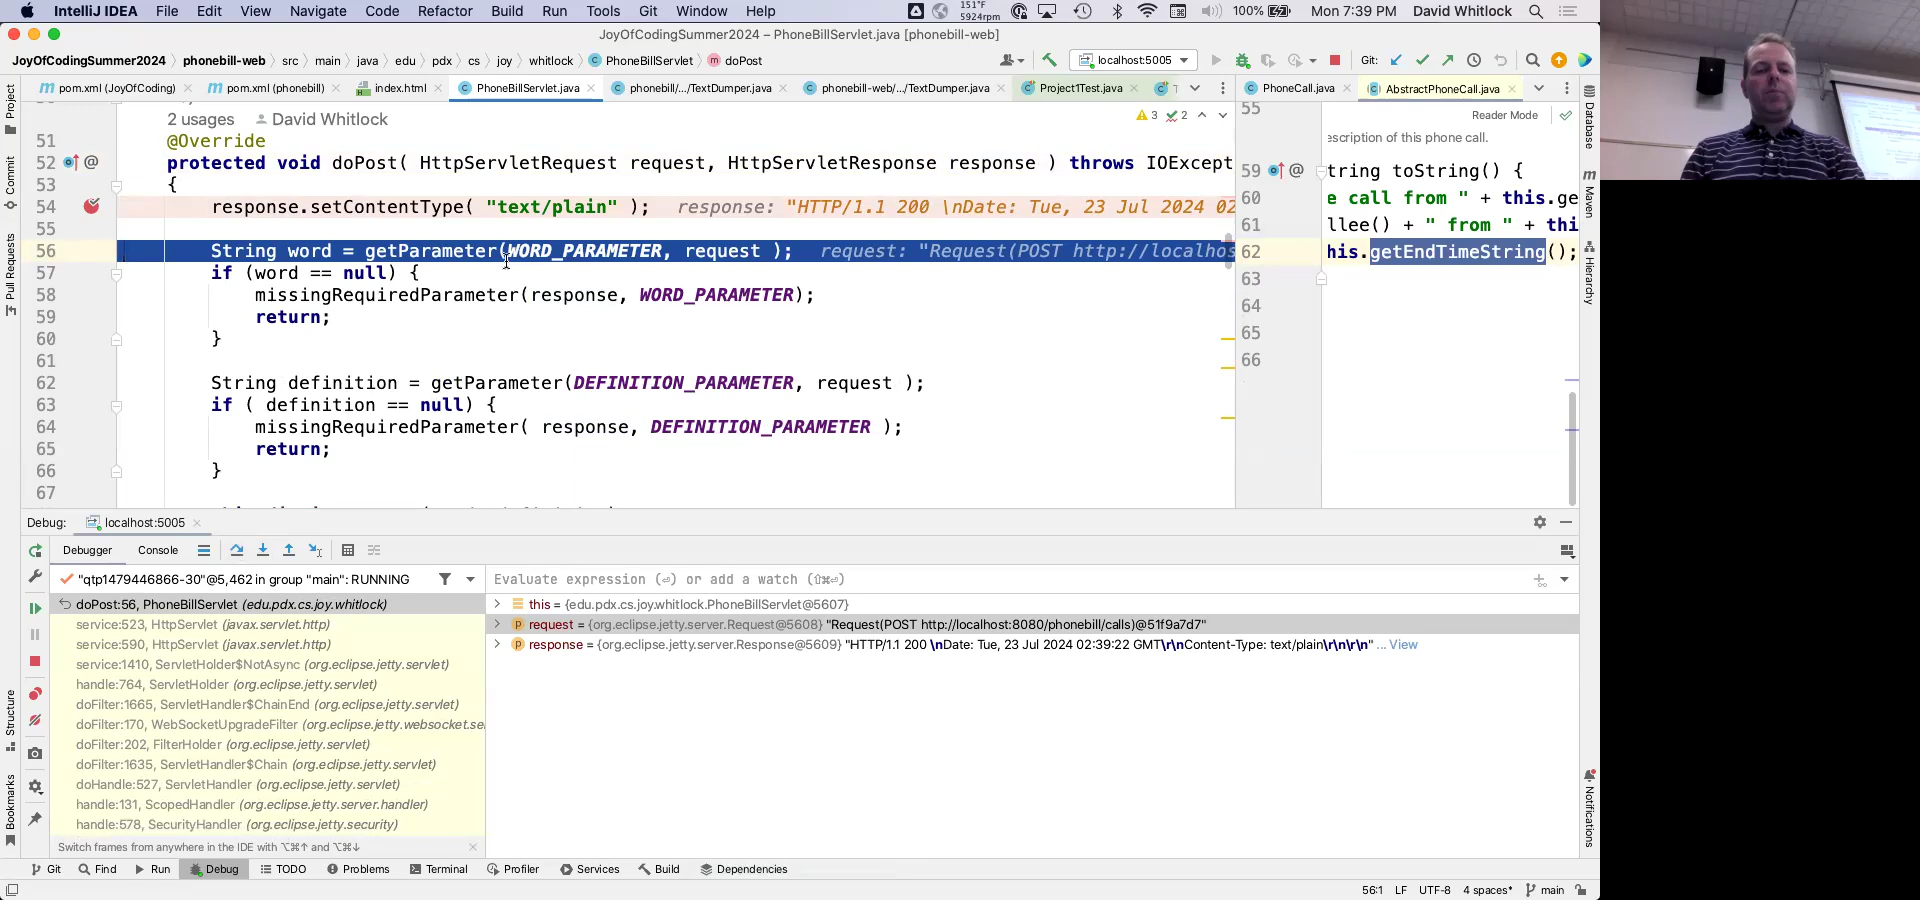 IntelliJ IDEA File Edit View Navigate Code Refactor Build Run Tools Git Window Help 151°F 5924rpm 100% Mon 7:39 PM David Whitlock
JoyOfCodingSummer2024 – PhoneBillServlet.java [phonebill-web]
JoyOfCodingSummer2024 phonebill-web src main java edu pdx cs joy whitlock PhoneBillServlet doPost localhost:5005 Git:
pom.xml (JoyOfCoding) pom.xml (phonebill) index.html PhoneBillServlet.java phonebill/.../TextDumper.java phonebill-web/.../TextDumper.java Project1Test.java PhoneCall.java AbstractPhoneCall.java
Project
Commit
Pull Requests
Structure
Bookmarks
2 usages David Whitlock
3 2
51 @Override
52 @ protected void doPost( HttpServletRequest request, HttpServletResponse response ) throws IOExcept
53 {
54 response.setContentType( "text/plain" ); response: "HTTP/1.1 200 \nDate: Tue, 23 Jul 2024 02
55
56 String word = getParameter(WORD_PARAMETER, request ); request: "Request(POST http://localhos
57 if (word == null) {
58 missingRequiredParameter(response, WORD_PARAMETER);
59 return;
60 }
61
62 String definition = getParameter(DEFINITION_PARAMETER, request );
63 if ( definition == null) {
64 missingRequiredParameter( response, DEFINITION_PARAMETER );
65 return;
66 }
67
55
Reader Mode
escription of this phone call.
59 @ tring toString() {
60 e call from " + this.ge
61 llee() + " from " + thi
62 his.getEndTimeString();
63
64
65
66
Database
Maven
Hierarchy
Notifications
Debug: localhost:5005
Debugger Console
"qtp1479446866-30"@5,462 in group "main": RUNNING
doPost:56, PhoneBillServlet (edu.pdx.cs.joy.whitlock)
service:523, HttpServlet (javax.servlet.http)
service:590, HttpServlet (javax.servlet.http)
service:1410, ServletHolder$NotAsync (org.eclipse.jetty.servlet)
handle:764, ServletHolder (org.eclipse.jetty.servlet)
doFilter:1665, ServletHandler$ChainEnd (org.eclipse.jetty.servlet)
doFilter:170, WebSocketUpgradeFilter (org.eclipse.jetty.websocket.se
doFilter:202, FilterHolder (org.eclipse.jetty.servlet)
doFilter:1635, ServletHandler$Chain (org.eclipse.jetty.servlet)
doHandle:527, ServletHandler (org.eclipse.jetty.servlet)
handle:131, ScopedHandler (org.eclipse.jetty.server.handler)
handle:578, SecurityHandler (org.eclipse.jetty.security)
Switch frames from anywhere in the IDE with ⌥⌘↑ and ⌥⌘↓
Evaluate expression (⏎) or add a watch (⇧⌘⏎)
this = {edu.pdx.cs.joy.whitlock.PhoneBillServlet@5607}
request = {org.eclipse.jetty.server.Request@5608} "Request(POST http://localhost:8080/phonebill/calls)@51f9a7d7"
response = {org.eclipse.jetty.server.Response@5609} "HTTP/1.1 200 \nDate: Tue, 23 Jul 2024 02:39:22 GMT\r\nContent-Type: text/plain\r\n\r\n" ... View
Git Find Run Debug TODO Problems Terminal Profiler Services Build Dependencies
56:1 LF UTF-8 4 spaces* main